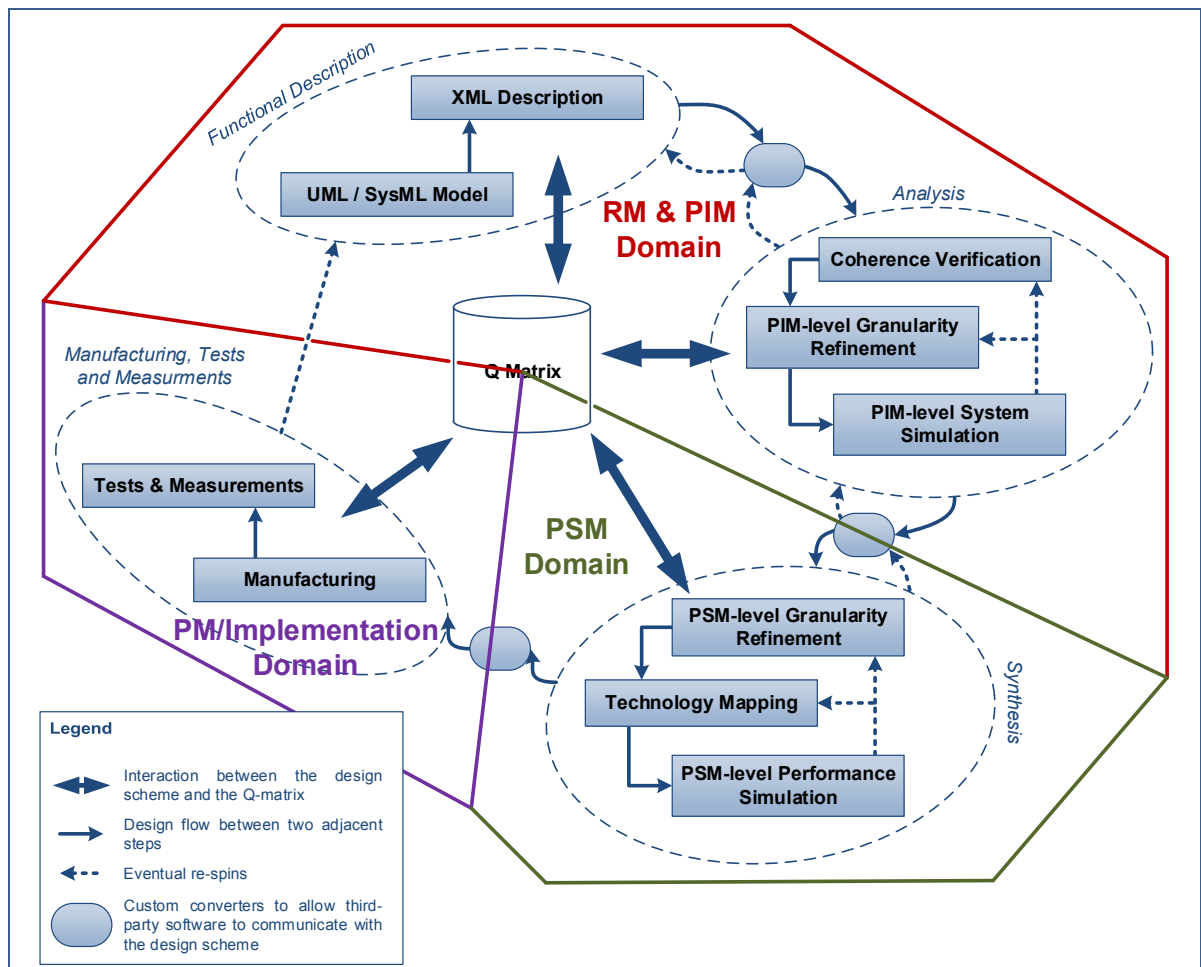 Functional Description
XML Description
UML / SysML Model
RM & PIM
Domain
Analysis
Coherence Verification
PIM-level Granularity
Refinement
PIM-level System
Simulation
Q Matrix
Manufacturing, Tests
and Measurments
Tests & Measurements
Manufacturing
PM/Implementation
Domain
PSM
Domain
PSM-level Granularity
Refinement
Technology Mapping
PSM-level Performance
Simulation
Synthesis
Legend
Interaction between the design
scheme and the Q-matrix
Design flow between two adjacent
steps
Eventual re-spins
Custom converters to allow third-
party software to communicate with
the design scheme